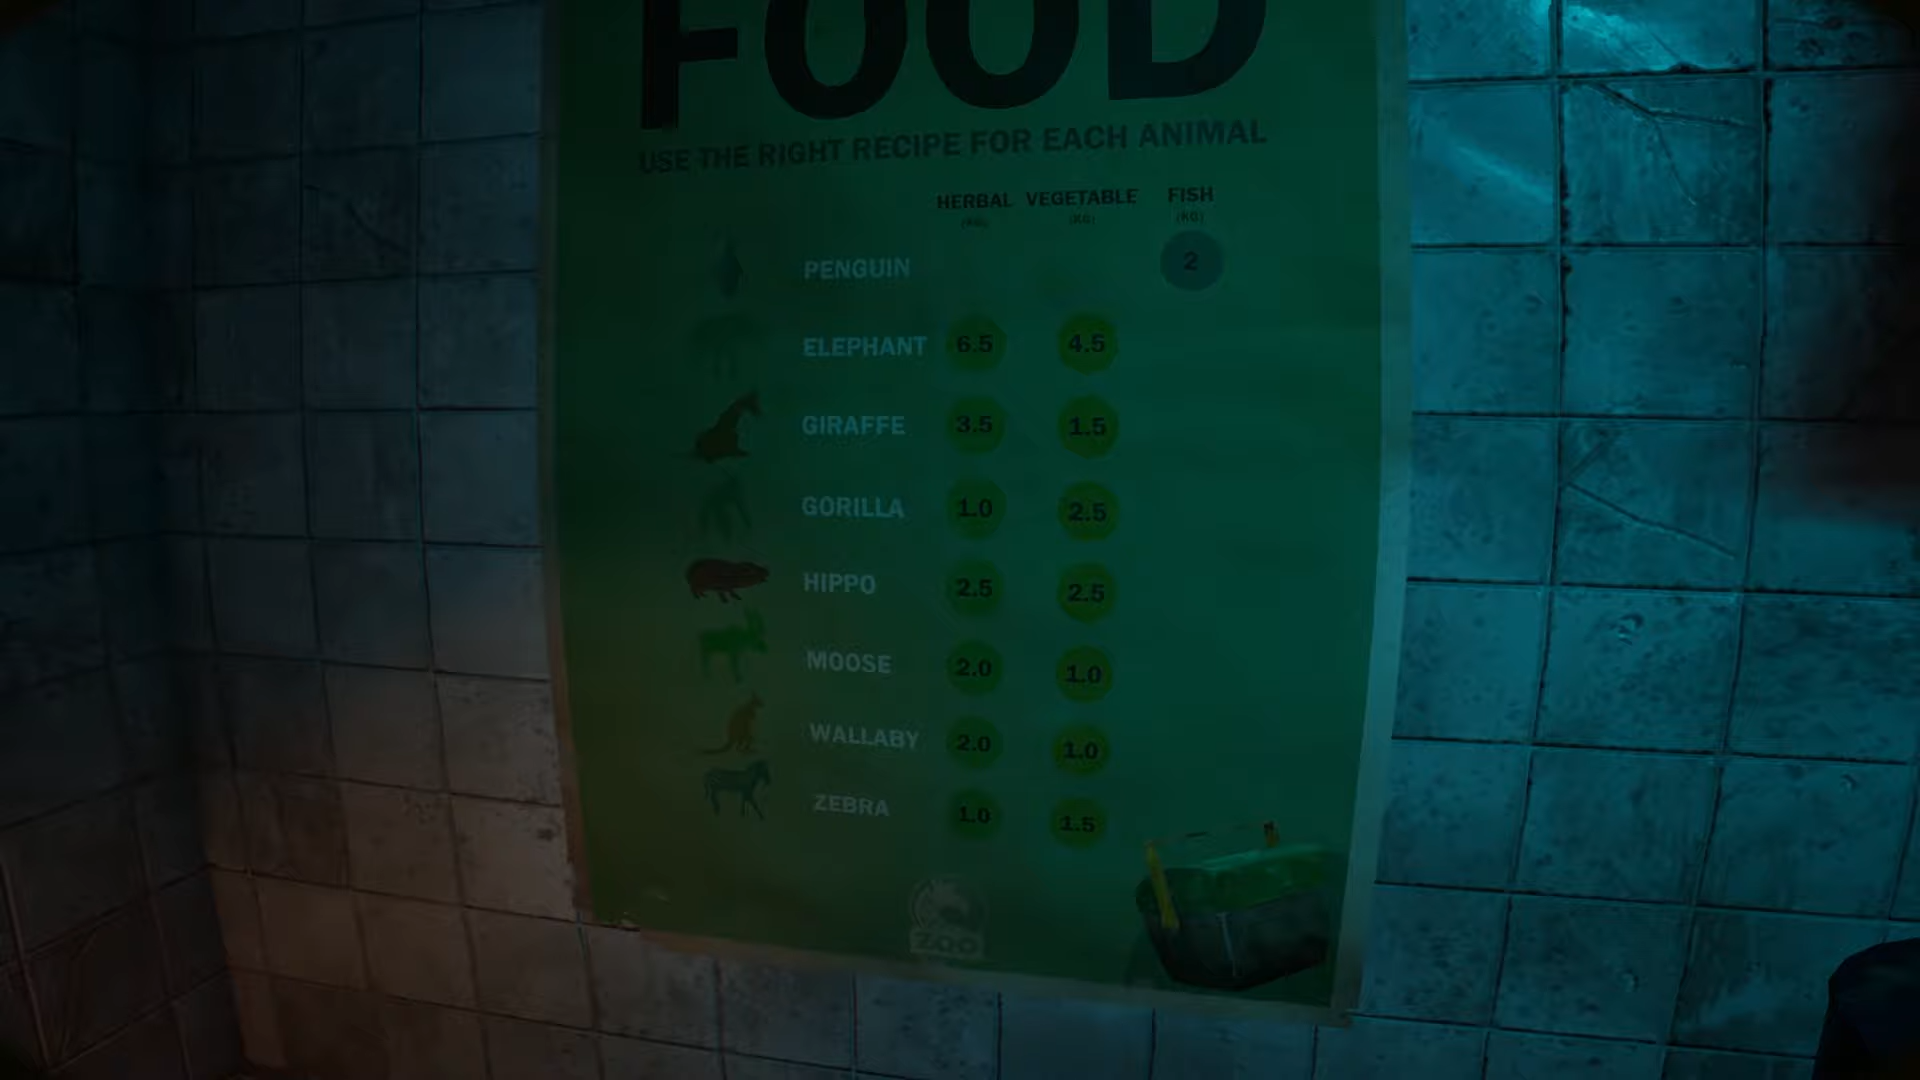 FOOD
USE THE RIGHT RECIPE FOR EACH ANIMAL
HERBAL VEGETABLE FISH
(KG) (KG) (KG)
PENGUIN 2
ELEPHANT 6.5 4.5
GIRAFFE 3.5 1.5
GORILLA 1.0 2.5
HIPPO 2.5 2.5
MOOSE 2.0 1.0
WALLABY 2.0 1.0
ZEBRA 1.0 1.5
ZOO